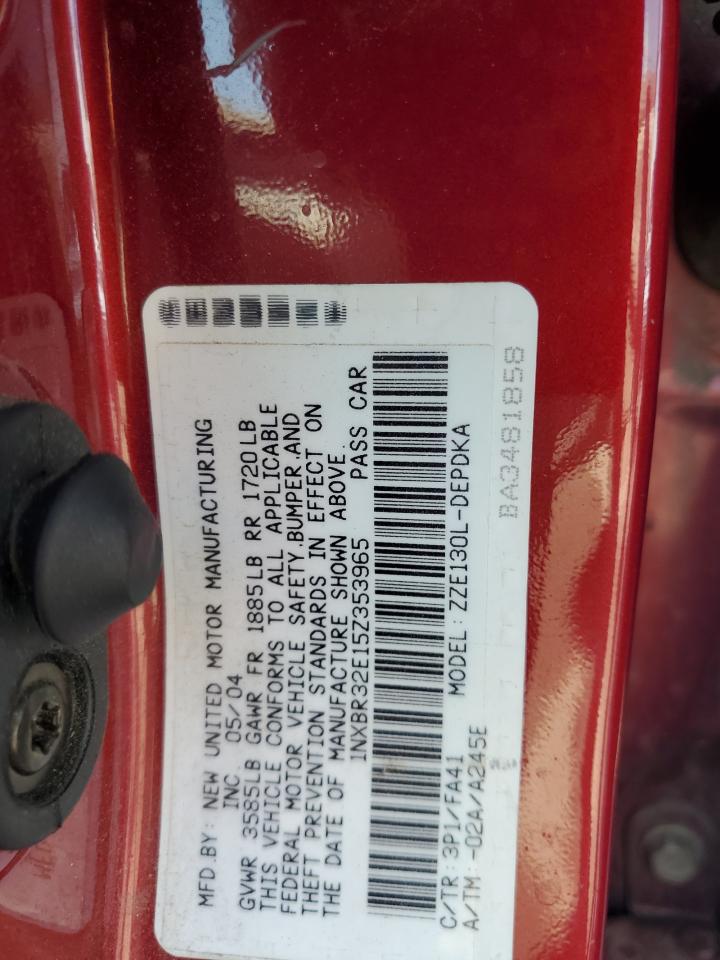 MFD.BY: NEW UNITED MOTOR MANUFACTURING
INC. 05/04
GVWR 3585LB GAWR FR 1885LB RR 1720LB
THIS VEHICLE CONFORMS TO ALL APPLICABLE
FEDERAL MOTOR VEHICLE SAFETY,BUMPER,AND
THEFT PREVENTION STANDARDS IN EFFECT ON
THE DATE OF MANUFACTURE SHOWN ABOVE.
1NXBR32E15Z353965 PASS CAR
C/TR:3P1/FA41 MODEL:ZZE130L-DEPDKA
A/TM:-02A/A245E
BA3481858